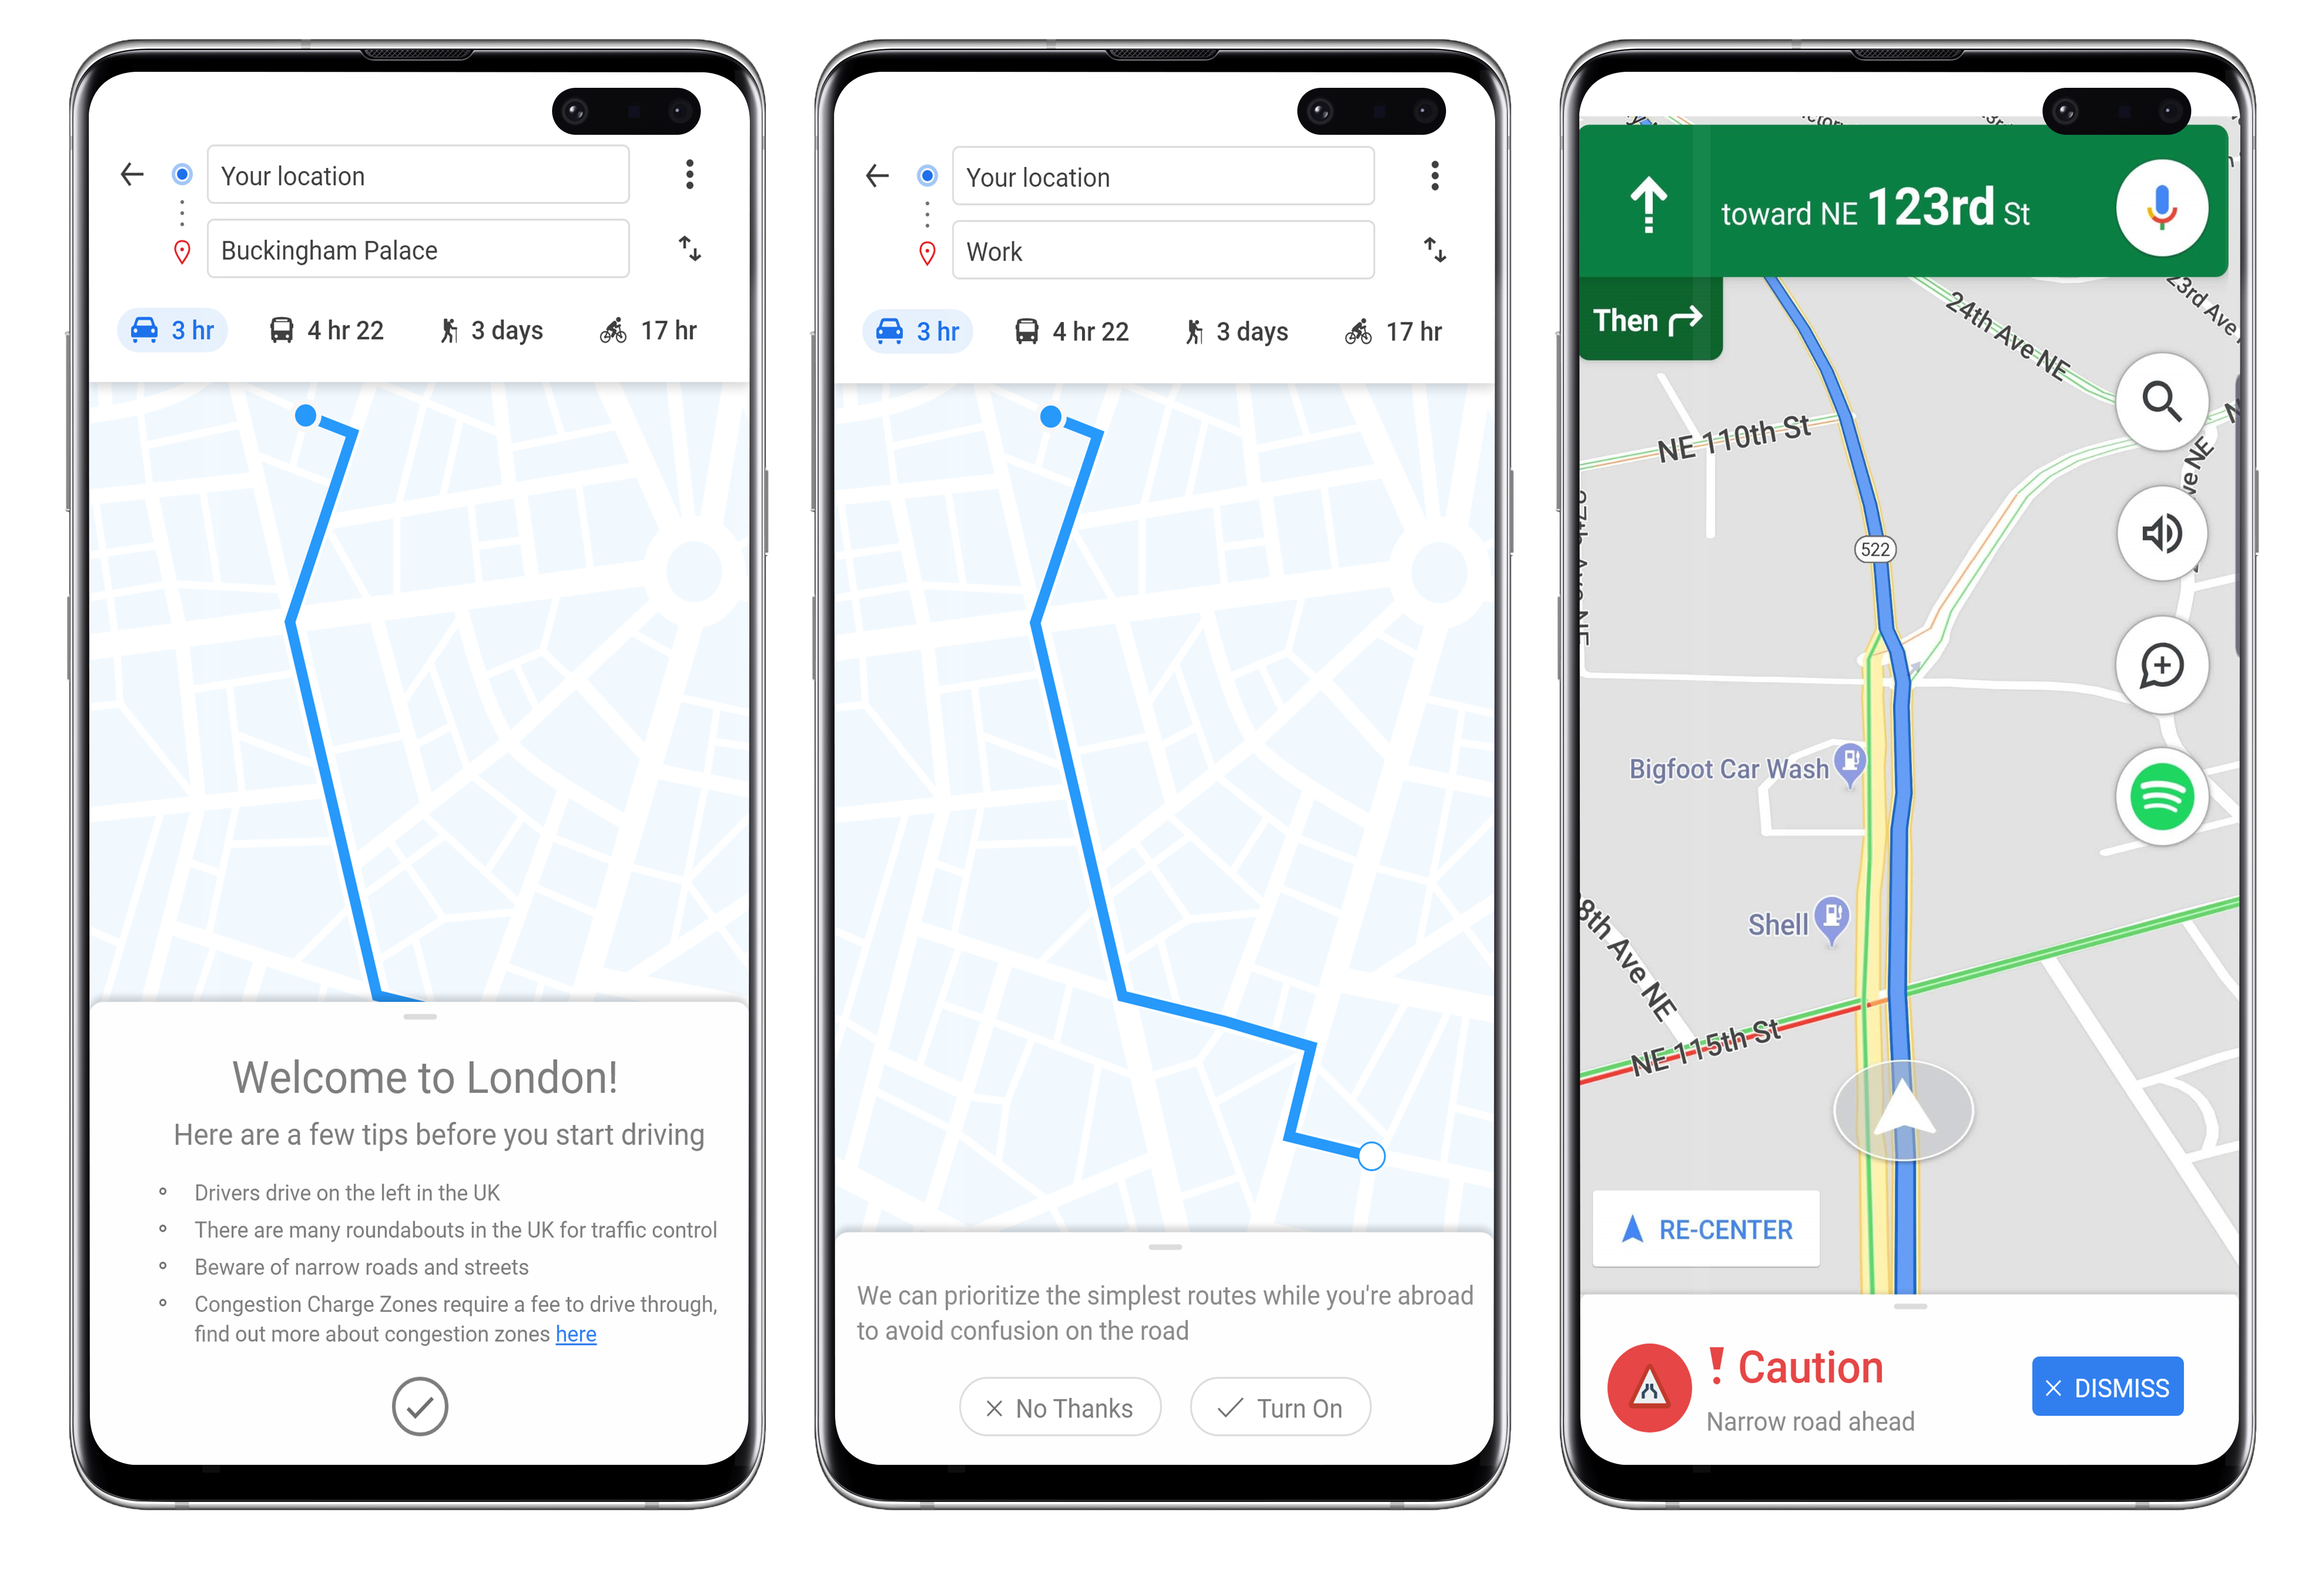 Your location
Buckingham Palace
3 hr
4 hr 22
3 days
17 hr
Welcome to London!
Here are a few tips before you start driving
Drivers drive on the left in the UK
There are many roundabouts in the UK for traffic control
Beware of narrow roads and streets
Congestion Charge Zones require a fee to drive through,
find out more about congestion zones here
Your location
Work
3 hr
4 hr 22
3 days
17 hr
We can prioritize the simplest routes while you're abroad
to avoid confusion on the road
No Thanks
Turn On
toward NE 123rd St
Then
23rd Ave
24th Ave NE
NE 110th St
522
Bigfoot Car Wash
Shell
8th Ave NE
NE 115th St
RE-CENTER
! Caution
Narrow road ahead
DISMISS